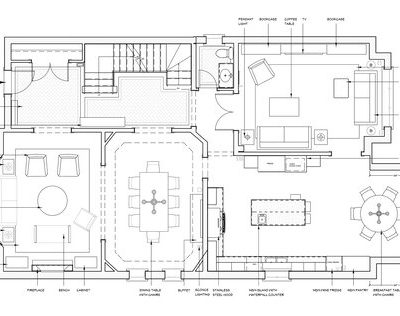 PENDANT
LIGHT
BOOKCASE
COFFEE
TABLE
TV
BOOKCASE
FIREPLACE
BENCH
CABINET
DINING TABLE
WITH CHAIRS
BUFFET
SCONCE
LIGHTING
STAINLESS
STEEL HOOD
NEW ISLAND WITH
WATERFALL COUNTER
NEW WINE FRIDGE
NEW PANTRY
BREAKFAST TABLE
WITH CHAIRS